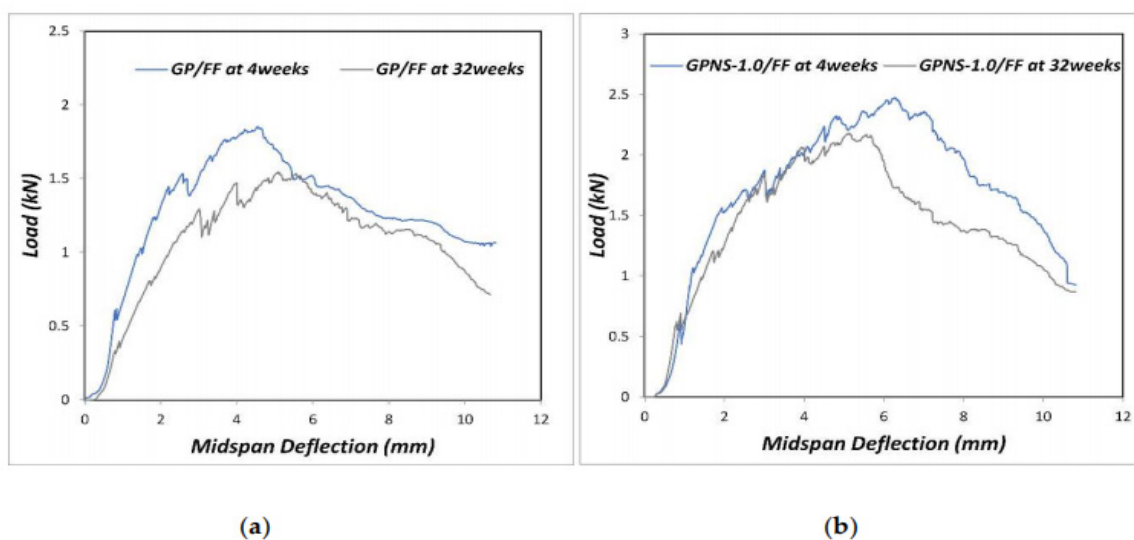 2.5
2
1.5
1
0.5
0
GP/FF at 4weeks
GP/FF at 32weeks
Load (kN)
0 2 4 6 8 10 12
Midspan Deflection (mm)
(a)
3
2.5
2
1.5
1
0.5
0
GPNS-1.0/FF at 4weeks
GPNS-1.0/FF at 32weeks
Load (kN)
0 2 4 6 8 10 12
Midspan Deflection (mm)
(b)